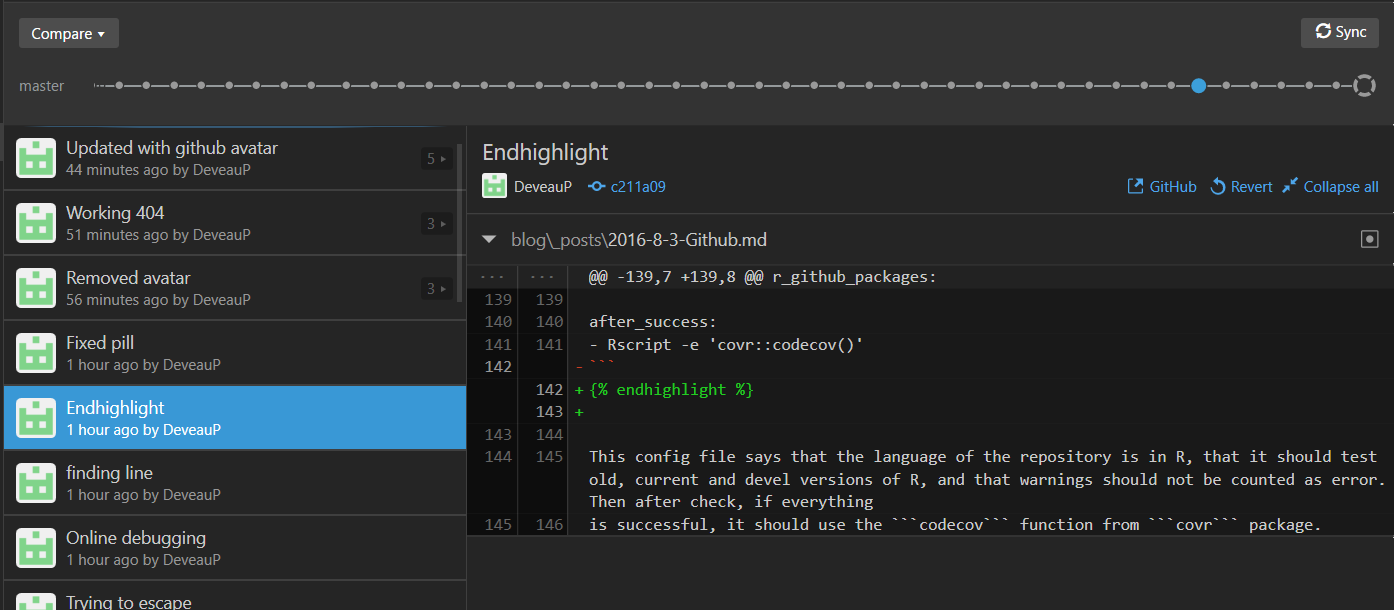 Compare
Sync
master
Updated with github avatar
44 minutes ago by DeveauP
5
Working 404
51 minutes ago by DeveauP
3
Removed avatar
56 minutes ago by DeveauP
3
Fixed pill
1 hour ago by DeveauP
Endhighlight
1 hour ago by DeveauP
finding line
1 hour ago by DeveauP
Online debugging
1 hour ago by DeveauP
Trying to escape
Endhighlight
DeveauP c211a09
GitHub Revert Collapse all
blog\_posts\2016-8-3-Github.md
... ... @@ -139,7 +139,8 @@ r_github_packages:
139 139
140 140 after_success:
141 141 - Rscript -e 'covr::codecov()'
142 -```
142 +{% endhighlight %}
143 +
143 144
144 145 This config file says that the language of the repository is in R, that it should test
old, current and devel versions of R, and that warnings should not be counted as error.
Then after check, if everything
145 146 is successful, it should use the ```codecov``` function from ```covr``` package.